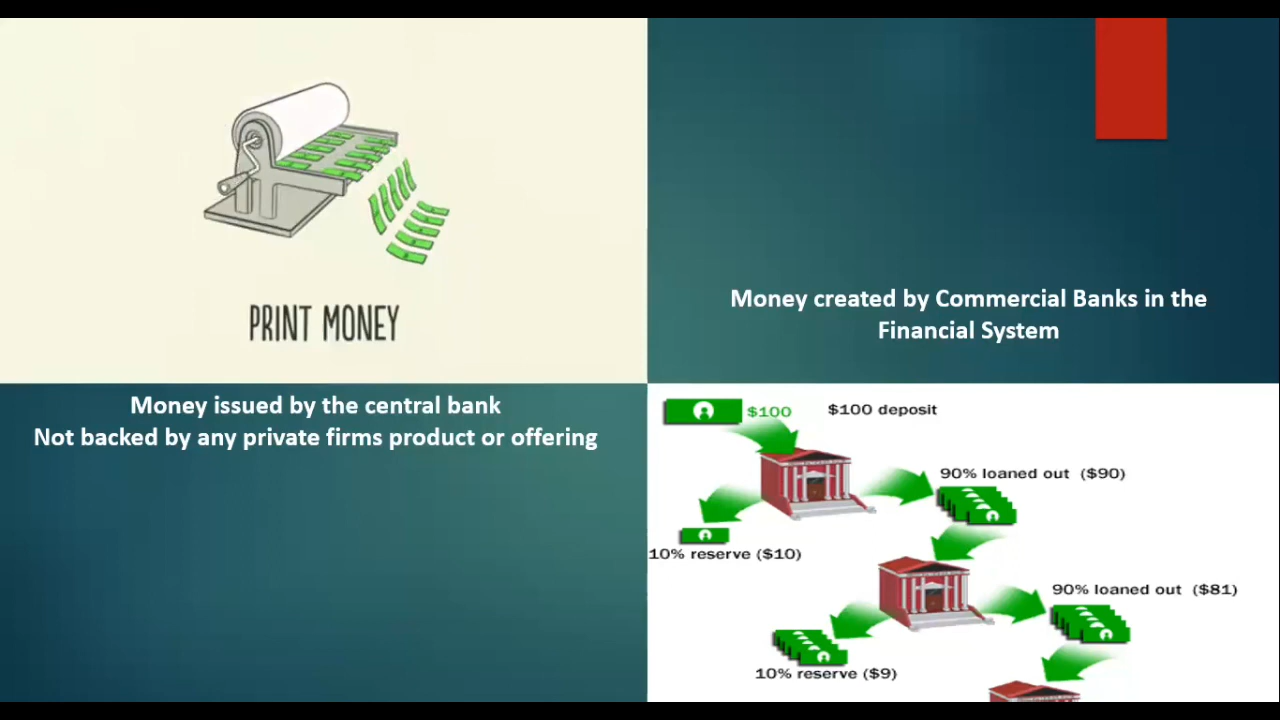 PRINT MONEY
Money created by Commercial Banks in the
Financial System
Money issued by the central bank
Not backed by any private firms product or offering
$100
$100 deposit
90% loaned out ($90)
10% reserve ($10)
90% loaned out ($81)
10% reserve ($9)